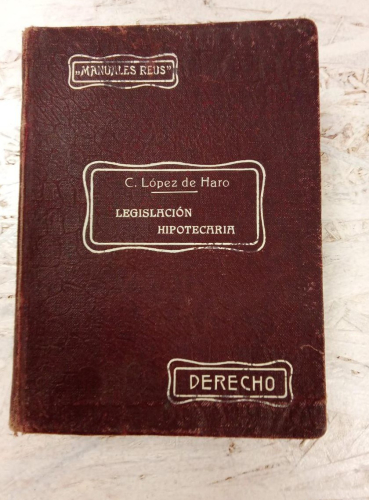 „MANUALES REUS"
C. López de Haro
LEGISLACIÓN
HIPOTECARIA
DERECHO